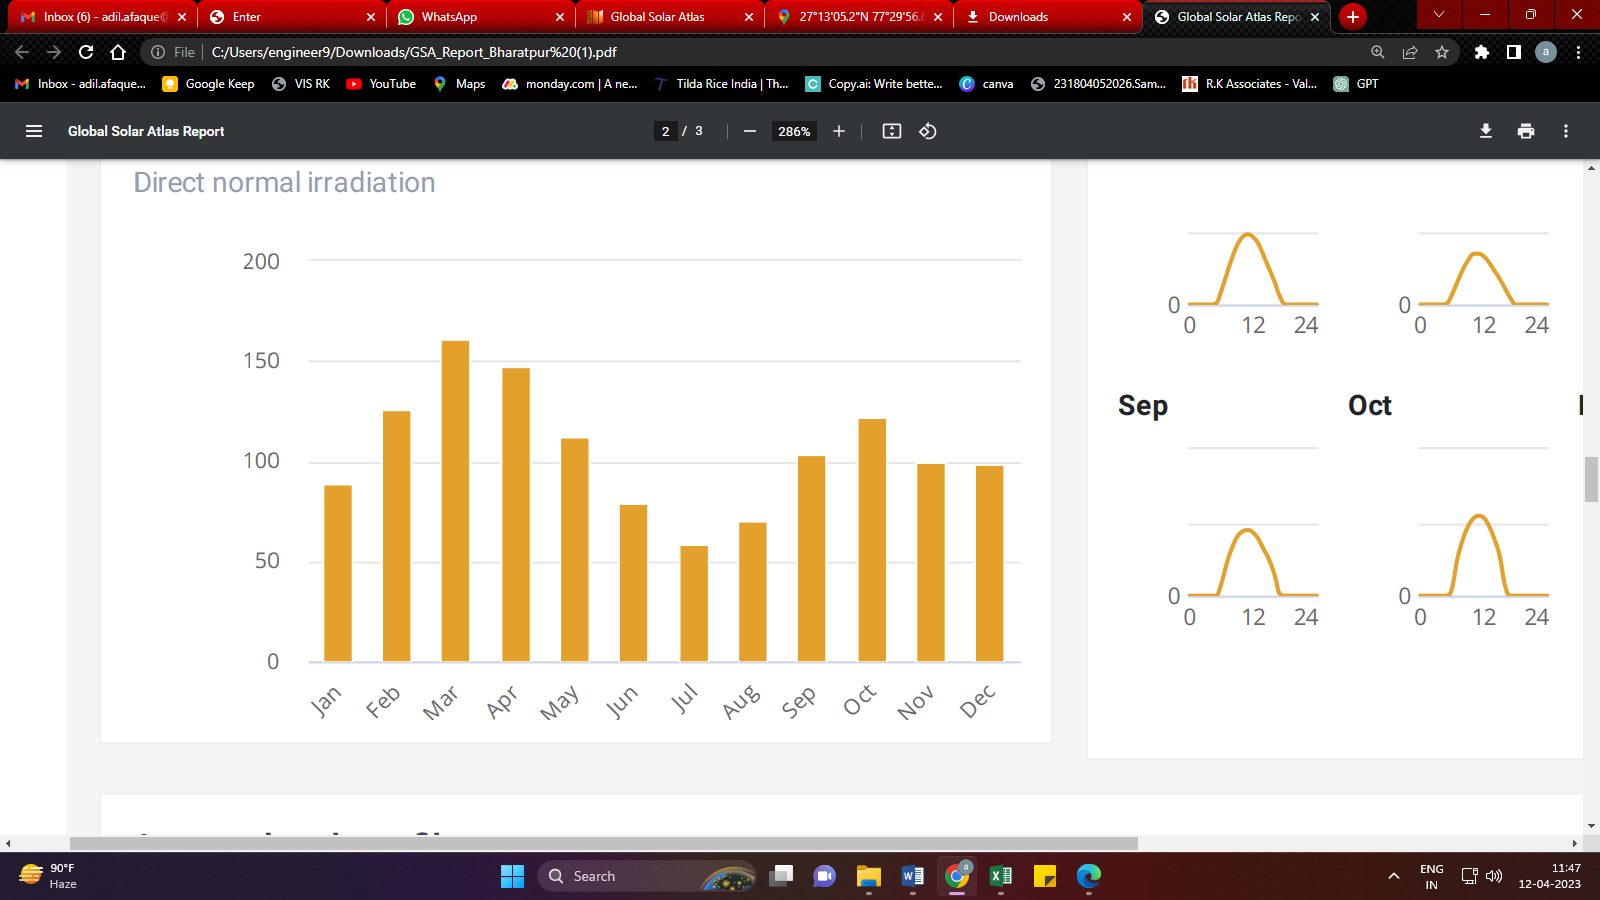 Inbox (6) - adil.afaque@
Enter
WhatsApp
Global Solar Atlas
27°13'05.2"N 77°29'56.
Downloads
Global Solar Atlas Repo
File
C:/Users/engineer9/Downloads/GSA_Report_Bharatpur%20(1).pdf
a
Inbox - adil.afaque...
Google Keep
VIS RK
YouTube
Maps
monday.com | A ne...
Tilda Rice India | Th...
Copy.ai: Write bette...
canva
231804052026.Sam...
R.K Associates - Val...
GPT
Global Solar Atlas Report
2 / 3
286%
Direct normal irradiation
200
150
100
50
0
Jan Feb Mar Apr May Jun Jul Aug Sep Oct Nov Dec
0
0 12 24
0
0 12 24
Sep
Oct
0
0 12 24
0
0 12 24
90°F
Haze
Search
ENG
IN
11:47
12-04-2023